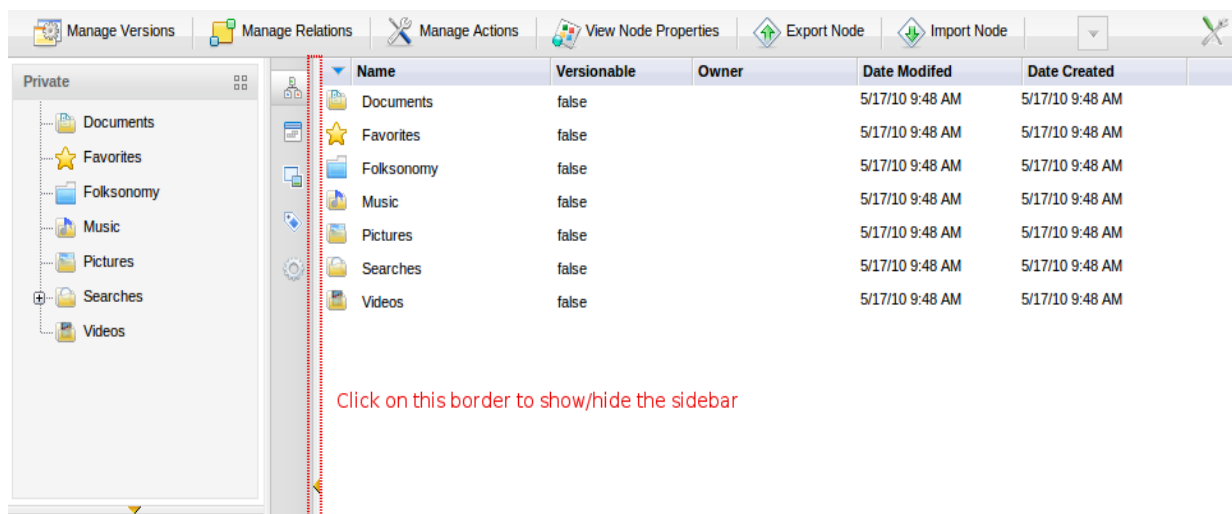 Manage Versions Manage Relations Manage Actions View Node Properties Export Node Import Node
Private
Documents
Favorites
Folksonomy
Music
Pictures
Searches
Videos
Name Versionable Owner Date Modifed Date Created
Documents false 5/17/10 9:48 AM 5/17/10 9:48 AM
Favorites false 5/17/10 9:48 AM 5/17/10 9:48 AM
Folksonomy false 5/17/10 9:48 AM 5/17/10 9:48 AM
Music false 5/17/10 9:48 AM 5/17/10 9:48 AM
Pictures false 5/17/10 9:48 AM 5/17/10 9:48 AM
Searches false 5/17/10 9:48 AM 5/17/10 9:48 AM
Videos false 5/17/10 9:48 AM 5/17/10 9:48 AM
Click on this border to show/hide the sidebar